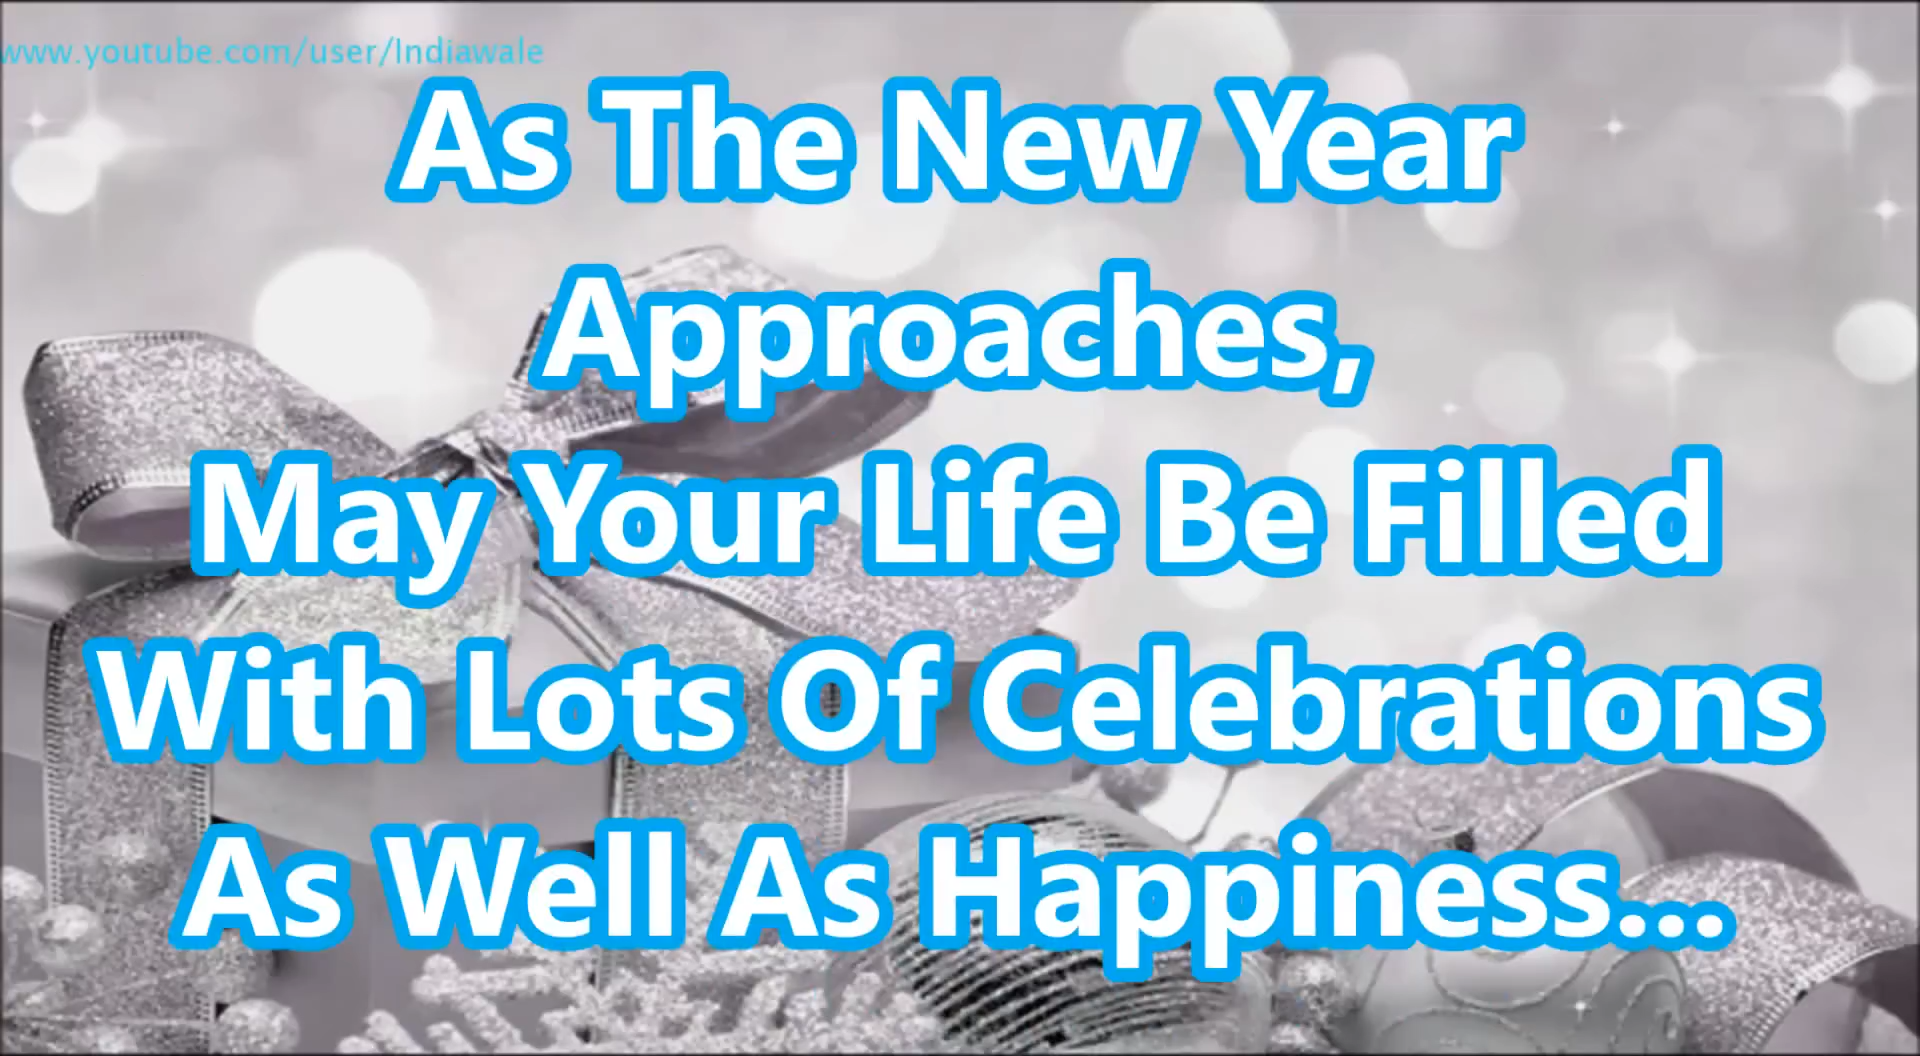 www.youtube.com/user/Indiawale
As The New Year
Approaches,
May Your Life Be Filled
With Lots Of Celebrations
As Well As Happiness...